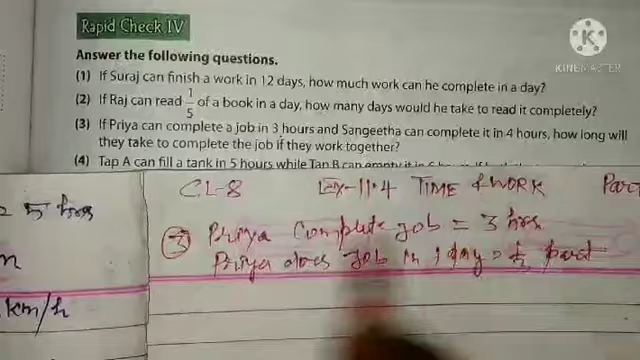 Rapid Check IV
KINEMASTER
Answer the following questions.
(1) If Suraj can finish a work in 12 days, how much work can he complete in a day?
(2) If Raj can read 1/5 of a book in a day, how many days would he take to read it completely?
(3) If Priya can complete a job in 3 hours and Sangeetha can complete it in 4 hours, how long will
they take to complete the job if they work together?
(4) Tap A can fill a tank in 5 hours while Tap B can empty it in
CL-8 Ex-11.4 TIME & WORK Part
5 hrs
(3) Priya Complete job = 3 hrs.
Priya does job in 1 day = 1/3 part
km/h